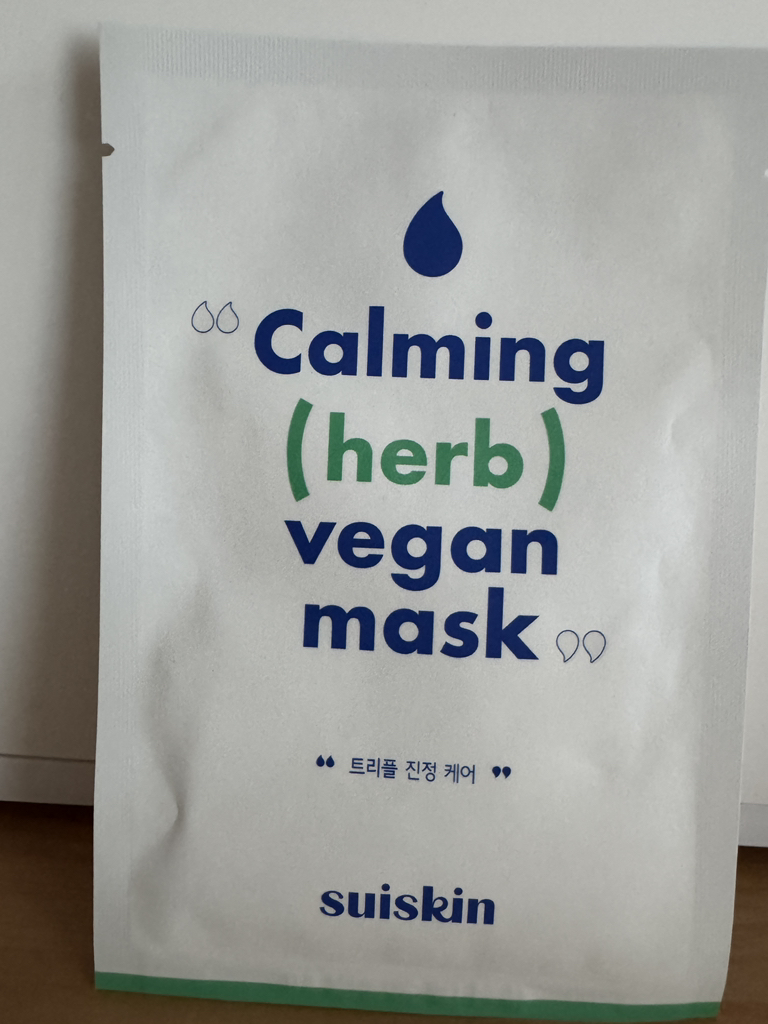 “Calming
(herb)
vegan
mask”
“ 트리플 진정 케어 ”
suiskin